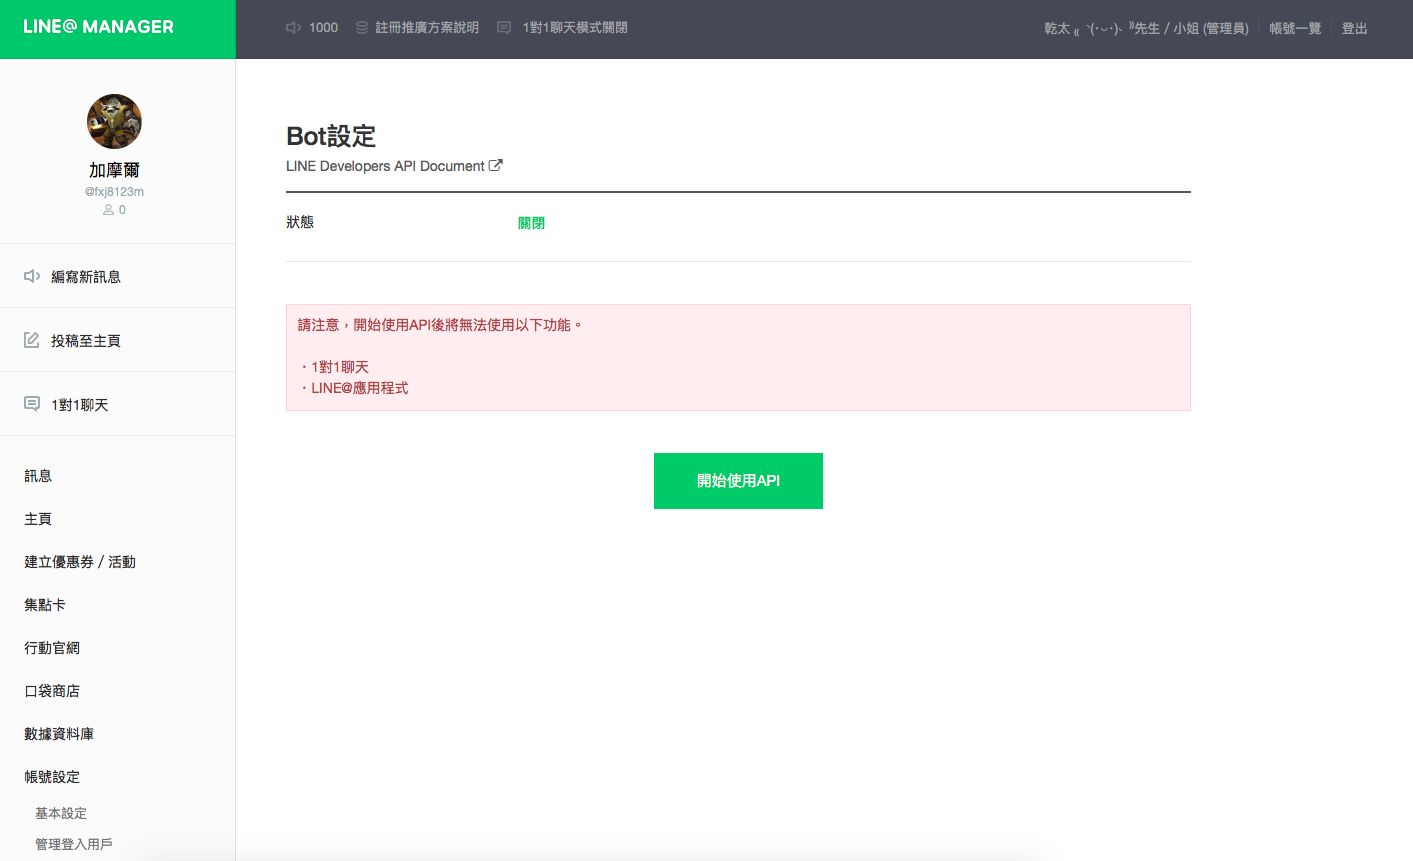 LINE@ MANAGER
1000 註冊推廣方案說明 1對1聊天模式關閉
乾太 ₍₍ ◝(・ᴗ・)◟ ⁾⁾先生 / 小姐 (管理員) 帳號一覽 登出
加摩爾
@fxj8123m
0
編寫新訊息
投稿至主頁
1對1聊天
訊息
主頁
建立優惠券 / 活動
集點卡
行動官網
口袋商店
數據資料庫
帳號設定
基本設定
管理登入用戶
Bot設定
LINE Developers API Document
狀態 關閉
請注意，開始使用API後將無法使用以下功能。
・1對1聊天
・LINE@應用程式
開始使用API